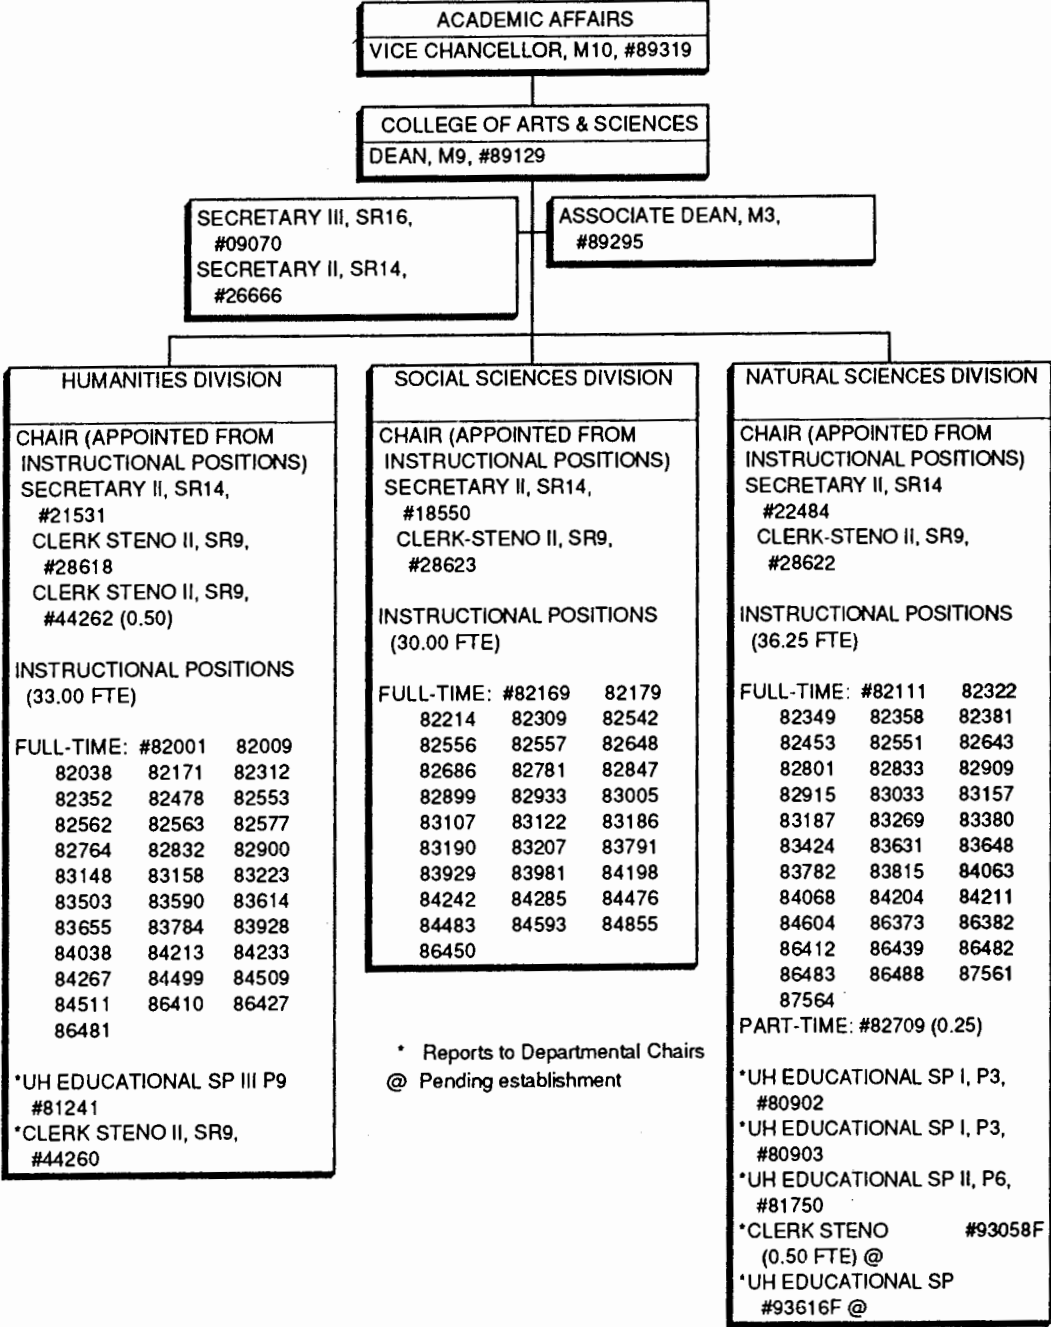 ACADEMIC AFFAIRS
VICE CHANCELLOR, M10, #89319
COLLEGE OF ARTS & SCIENCES
DEAN, M9, #89129
SECRETARY III, SR16,
#09070
SECRETARY II, SR14,
#26666
ASSOCIATE DEAN, M3,
#89295
HUMANITIES DIVISION
CHAIR (APPOINTED FROM
INSTRUCTIONAL POSITIONS)
SECRETARY II, SR14,
#21531
CLERK STENO II, SR9,
#28618
CLERK STENO II, SR9,
#44262 (0.50)
INSTRUCTIONAL POSITIONS
(33.00 FTE)
FULL-TIME: #82001 82009
82038 82171 82312
82352 82478 82553
82562 82563 82577
82764 82832 82900
83148 83158 83223
83503 83590 83614
83655 83784 83928
84038 84213 84233
84267 84499 84509
84511 86410 86427
86481
*UH EDUCATIONAL SP III P9
#81241
*CLERK STENO II, SR9,
#44260
SOCIAL SCIENCES DIVISION
CHAIR (APPOINTED FROM
INSTRUCTIONAL POSITIONS)
SECRETARY II, SR14,
#18550
CLERK-STENO II, SR9,
#28623
INSTRUCTIONAL POSITIONS
(30.00 FTE)
FULL-TIME: #82169 82179
82214 82309 82542
82556 82557 82648
82686 82781 82847
82899 82933 83005
83107 83122 83186
83190 83207 83791
83929 83981 84198
84242 84285 84476
84483 84593 84855
86450
* Reports to Departmental Chairs
@ Pending establishment
NATURAL SCIENCES DIVISION
CHAIR (APPOINTED FROM
INSTRUCTIONAL POSITIONS)
SECRETARY II, SR14
#22484
CLERK-STENO II, SR9,
#28622
INSTRUCTIONAL POSITIONS
(36.25 FTE)
FULL-TIME: #82111 82322
82349 82358 82381
82453 82551 82643
82801 82833 82909
82915 83033 83157
83187 83269 83380
83424 83631 83648
83782 83815 84063
84068 84204 84211
84604 86373 86382
86412 86439 86482
86483 86488 87561
87564
PART-TIME: #82709 (0.25)
*UH EDUCATIONAL SP I, P3,
#80902
*UH EDUCATIONAL SP I, P3,
#80903
*UH EDUCATIONAL SP II, P6,
#81750
*CLERK STENO #93058F
(0.50 FTE) @
*UH EDUCATIONAL SP
#93616F @